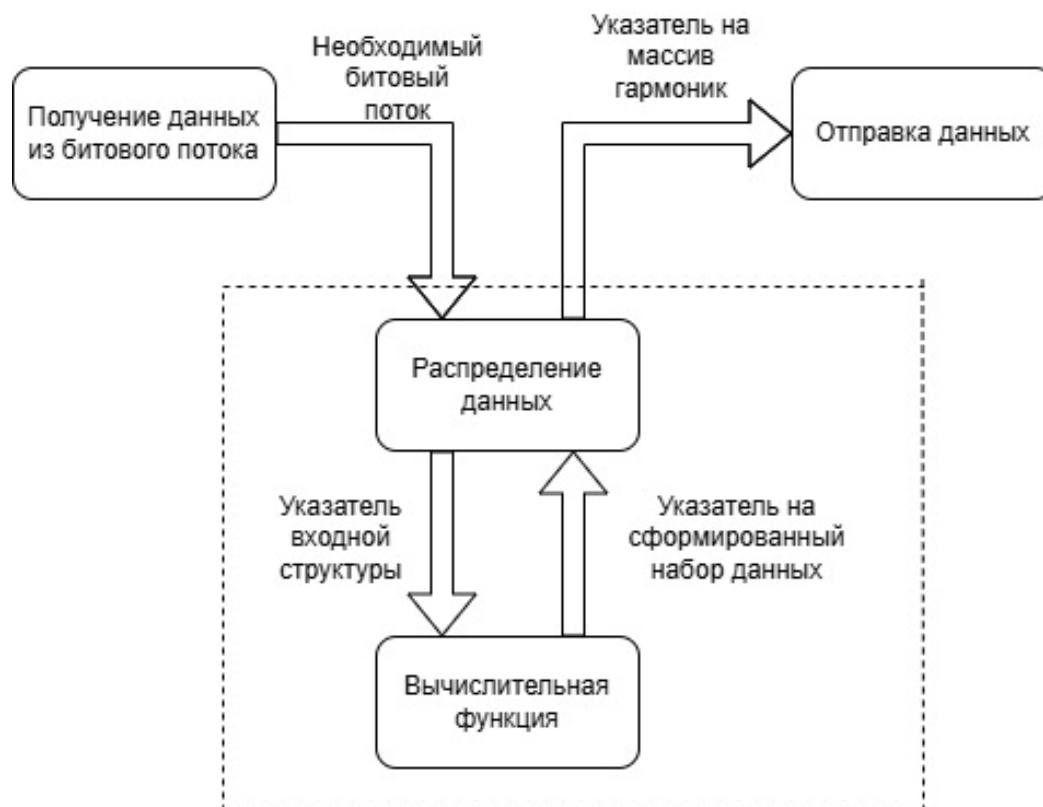 Необходимый
битовый
поток
Указатель на
массив
гармоник
Получение данных
из битового потока
Отправка данных
Распределение
данных
Указатель
входной
структуры
Указатель на
сформированный
набор данных
Вычислительная
функция